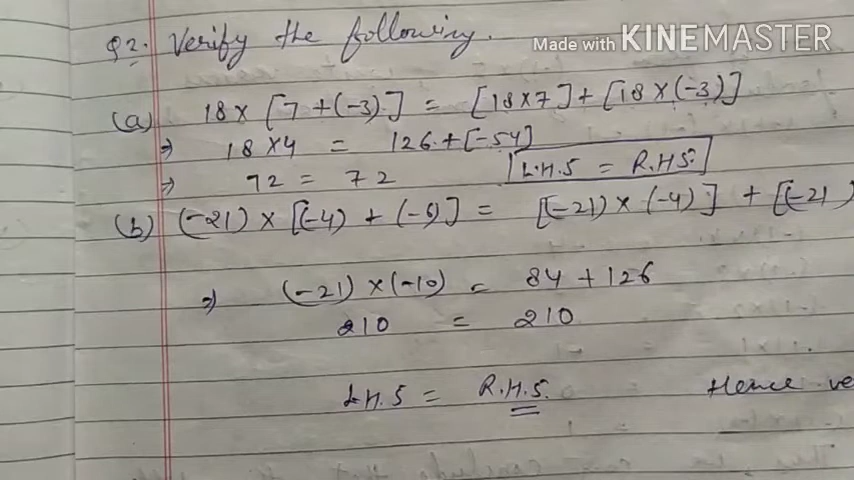 Q2. Verify the following.
Made with KINEMASTER
(a) 18 × [7 + (-3)] = [18×7] + [18 × (-3)]
⇒ 18 × 4 = 126 + [-54]
⇒ 72 = 72 L.H.S = R.H.S.
(b) (-21) × [(-4) + (-6)] = [(-21) × (-4)] + [(-21)
⇒ (-21) × (-10) = 84 + 126
210 = 210
L.H.S = R.H.S. Hence ve